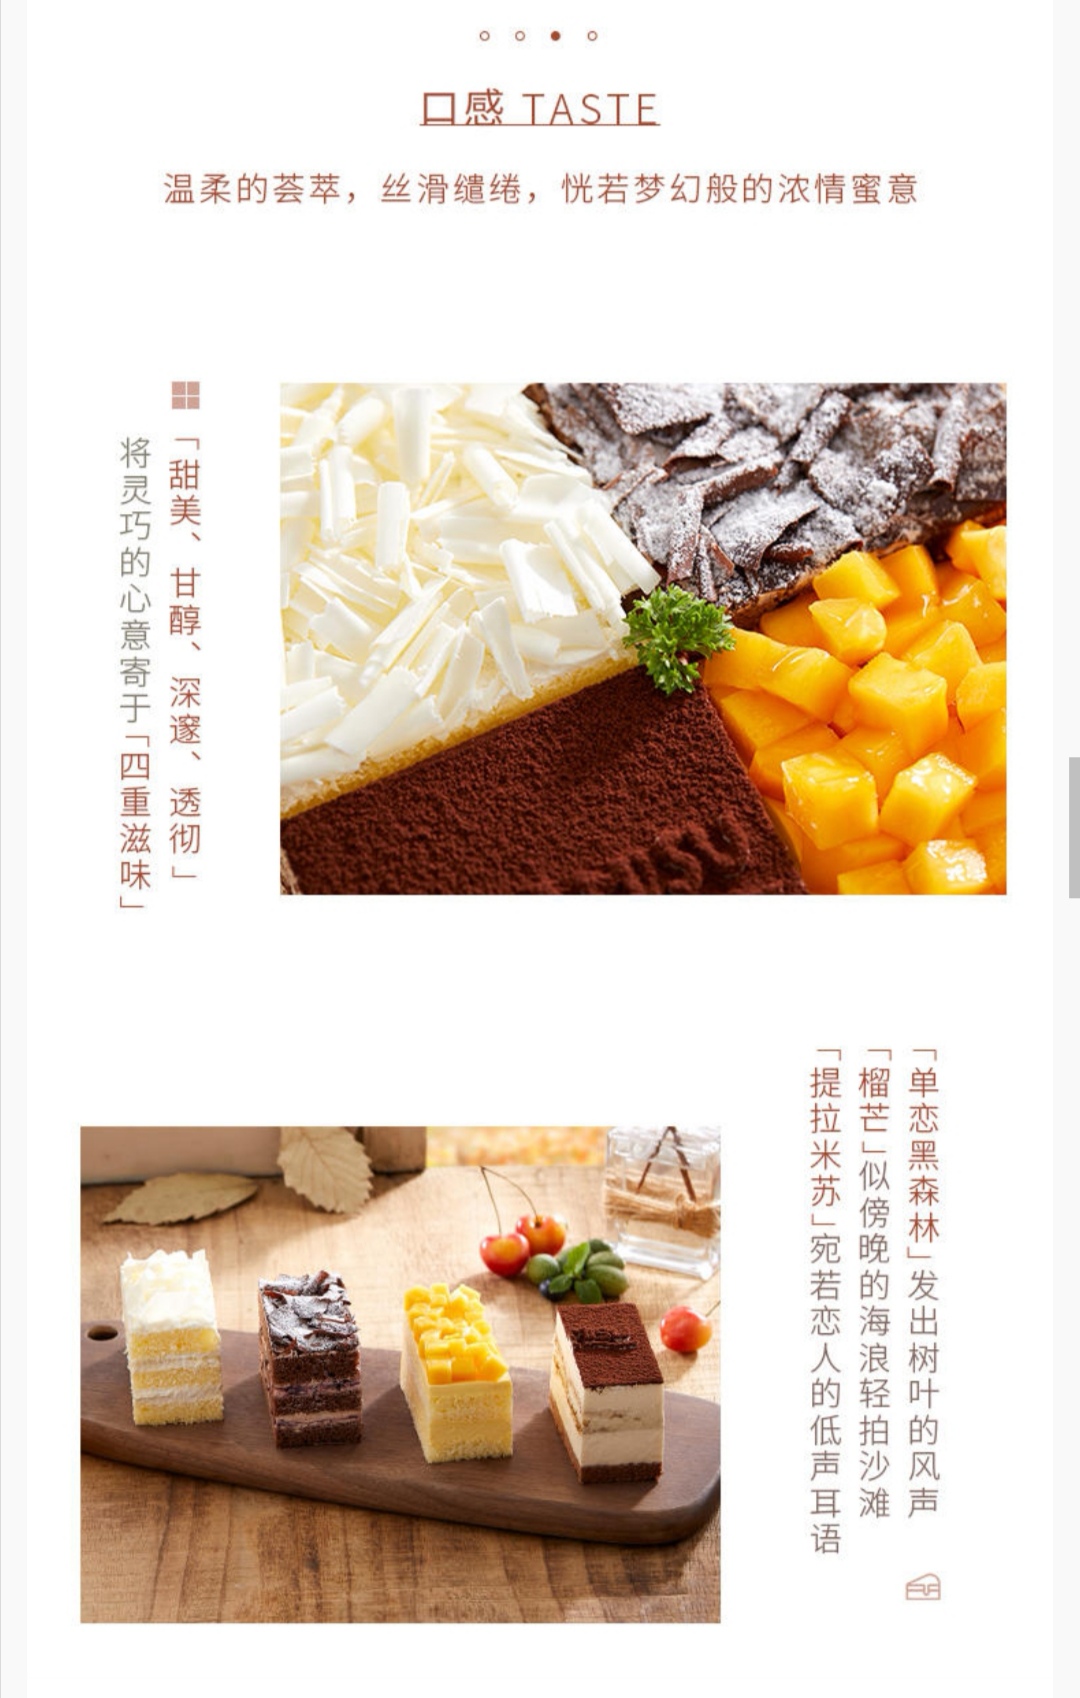 口感 TASTE
温柔的荟萃，丝滑缱绻，恍若梦幻般的浓情蜜意
「甜美、甘醇、深邃、透彻」
将灵巧的心意寄于「四重滋味」
「单恋黑森林」发出树叶的风声
「榴芒」似傍晚的海浪轻拍沙滩
「提拉米苏」宛若恋人的低声耳语